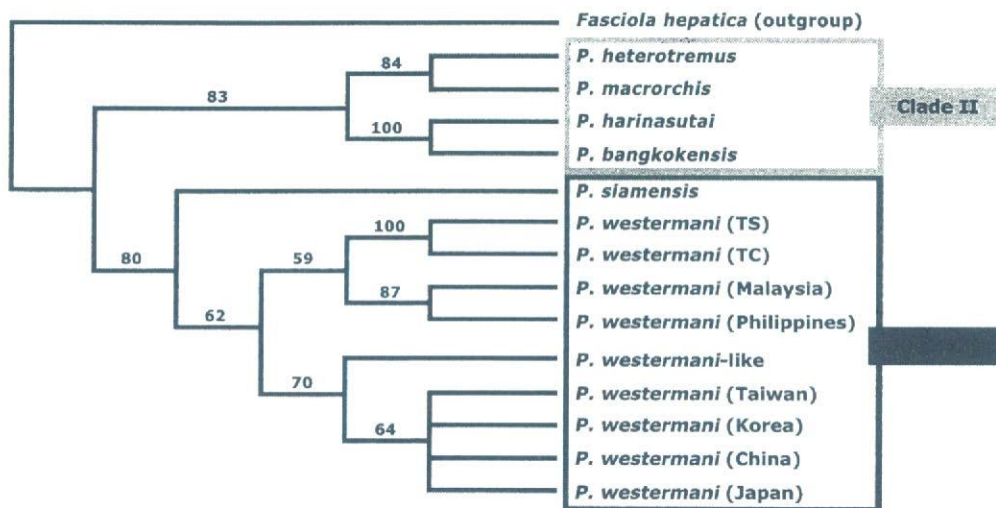 Fasciola hepatica (outgroup)
P. heterotremus
84
P. macrorchis
83
Clade II
P. harinasutai
100
P. bangkokensis
P. siamensis
P. westermani (TS)
100
P. westermani (TC)
80
59
P. westermani (Malaysia)
87
P. westermani (Philippines)
62
P. westermani-like
70
P. westermani (Taiwan)
P. westermani (Korea)
64
P. westermani (China)
P. westermani (Japan)